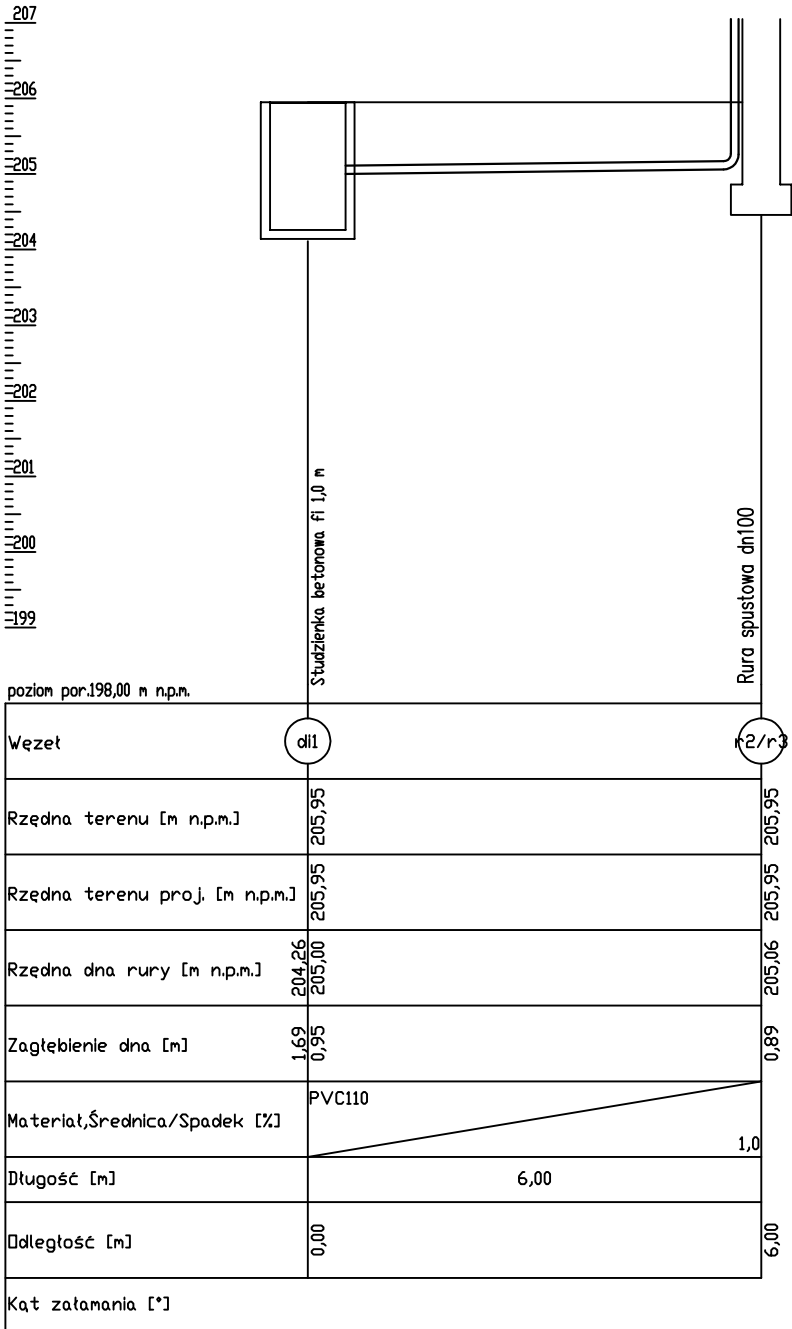 207
206
205
204
203
202
201
200
199
Studzienka betonowa fi 1,0 m
Rura spustowa dn100
poziom por.198,00 m n.p.m.
Węzeł di1 r2/r3
Rzędna terenu [m n.p.m.] 205,95 205,95
Rzędna terenu proj. [m n.p.m.] 205,95 205,95
Rzędna dna rury [m n.p.m.] 204,26 205,00 205,06
Zagłębienie dna [m] 1,69 0,95 0,89
Materiał,Średnica/Spadek [%] PVC110 1,0
Długość [m] 6,00
Odległość [m] 0,00 6,00
Kąt załamania [°]